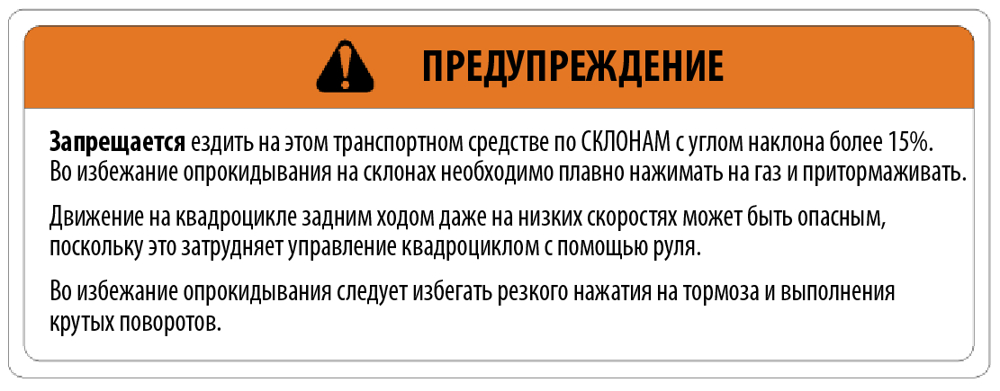 ПРЕДУПРЕЖДЕНИЕ
Запрещается ездить на этом транспортном средстве по СКЛОНАМ с углом наклона более 15%.
Во избежание опрокидывания на склонах необходимо плавно нажимать на газ и притормаживать.
Движение на квадроцикле задним ходом даже на низких скоростях может быть опасным,
поскольку это затрудняет управление квадроциклом с помощью руля.
Во избежание опрокидывания следует избегать резкого нажатия на тормоза и выполнения
крутых поворотов.